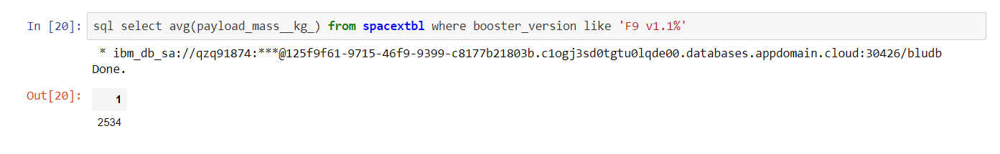 In [20]: sql select avg(payload_mass__kg_) from spacextbl where booster_version like 'F9 v1.1%'
* ibm_db_sa://qzq91874:***@125f9f61-9715-46f9-9399-c8177b21803b.c1ogj3sd0tgtu0lqde00.databases.appdomain.cloud:30426/bludb
Done.
Out[20]: 1
2534